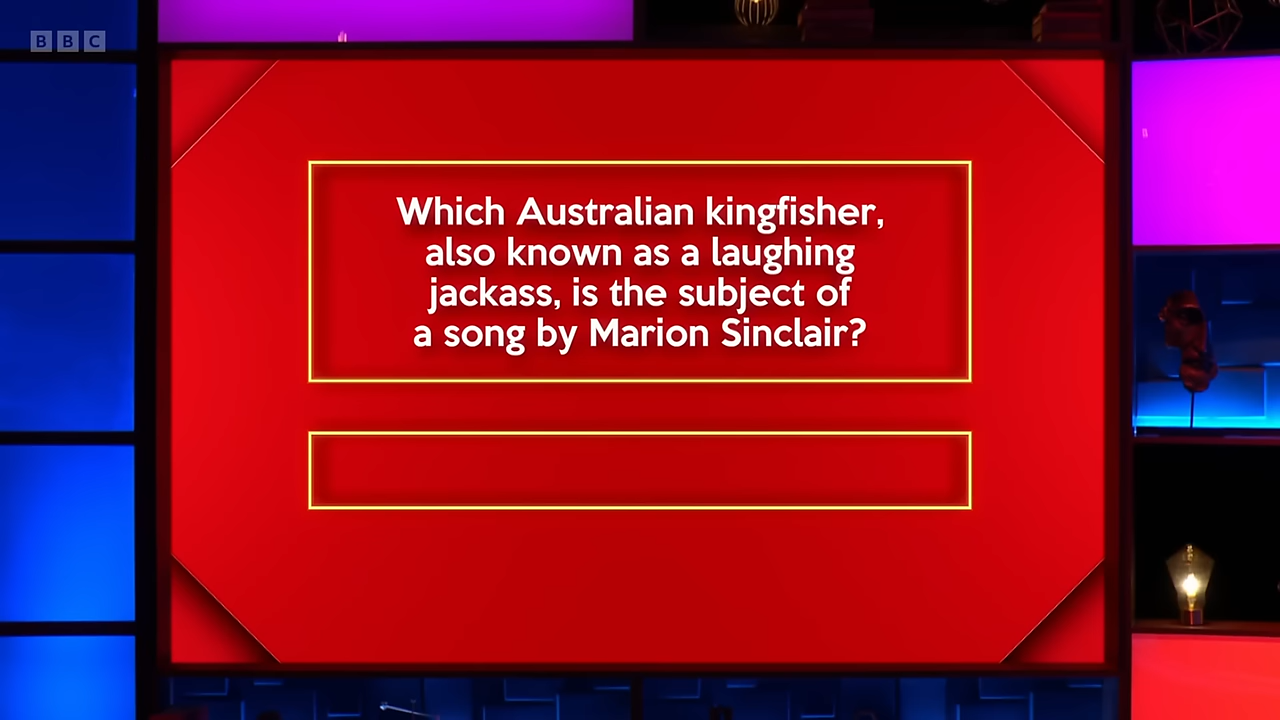 BBC
Which Australian kingfisher,
also known as a laughing
jackass, is the subject of
a song by Marion Sinclair?